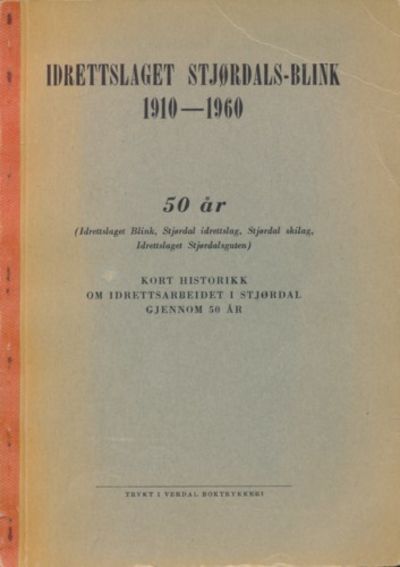 IDRETTSLAGET STJØRDALS-BLINK
1910—1960
50 år
(Idrettslaget Blink, Stjørdal idrettslag, Stjørdal skilag,
Idrettslaget Stjørdalsguten)
KORT HISTORIKK
OM IDRETTSARBEIDET I STJØRDAL
GJENNOM 50 ÅR
TRYKT I VERDAL BOKTRYKKERI